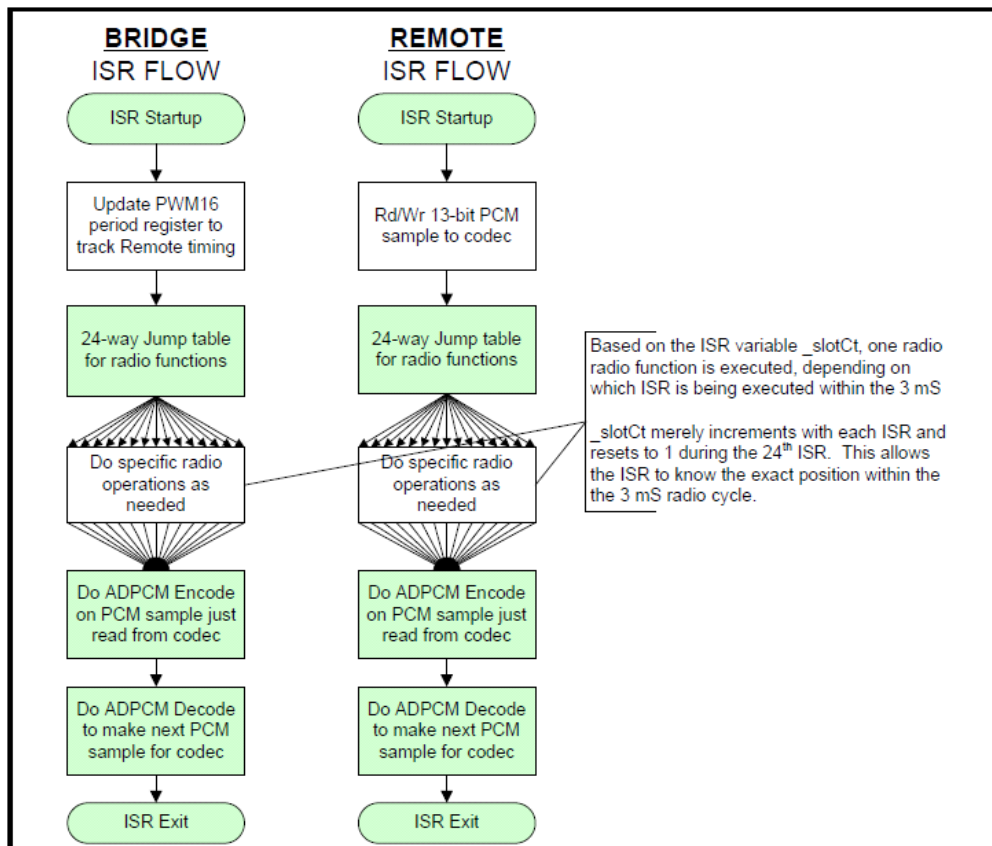 BRIDGE
ISR FLOW
ISR Startup
Update PWM16
period register to
track Remote timing
24-way Jump table
for radio functions
Do specific radio
operations as
needed
Do ADPCM Encode
on PCM sample just
read from codec
Do ADPCM Decode
to make next PCM
sample for codec
ISR Exit
REMOTE
ISR FLOW
ISR Startup
Rd/Wr 13-bit PCM
sample to codec
24-way Jump table
for radio functions
Do specific radio
operations as
needed
Do ADPCM Encode
on PCM sample just
read from codec
Do ADPCM Decode
to make next PCM
sample for codec
ISR Exit
Based on the ISR variable _slotCt, one radio
radio function is executed, depending on
which ISR is being executed within the 3 mS
_slotCt merely increments with each ISR and
resets to 1 during the 24th ISR. This allows
the ISR to know the exact position within the
the 3 mS radio cycle.